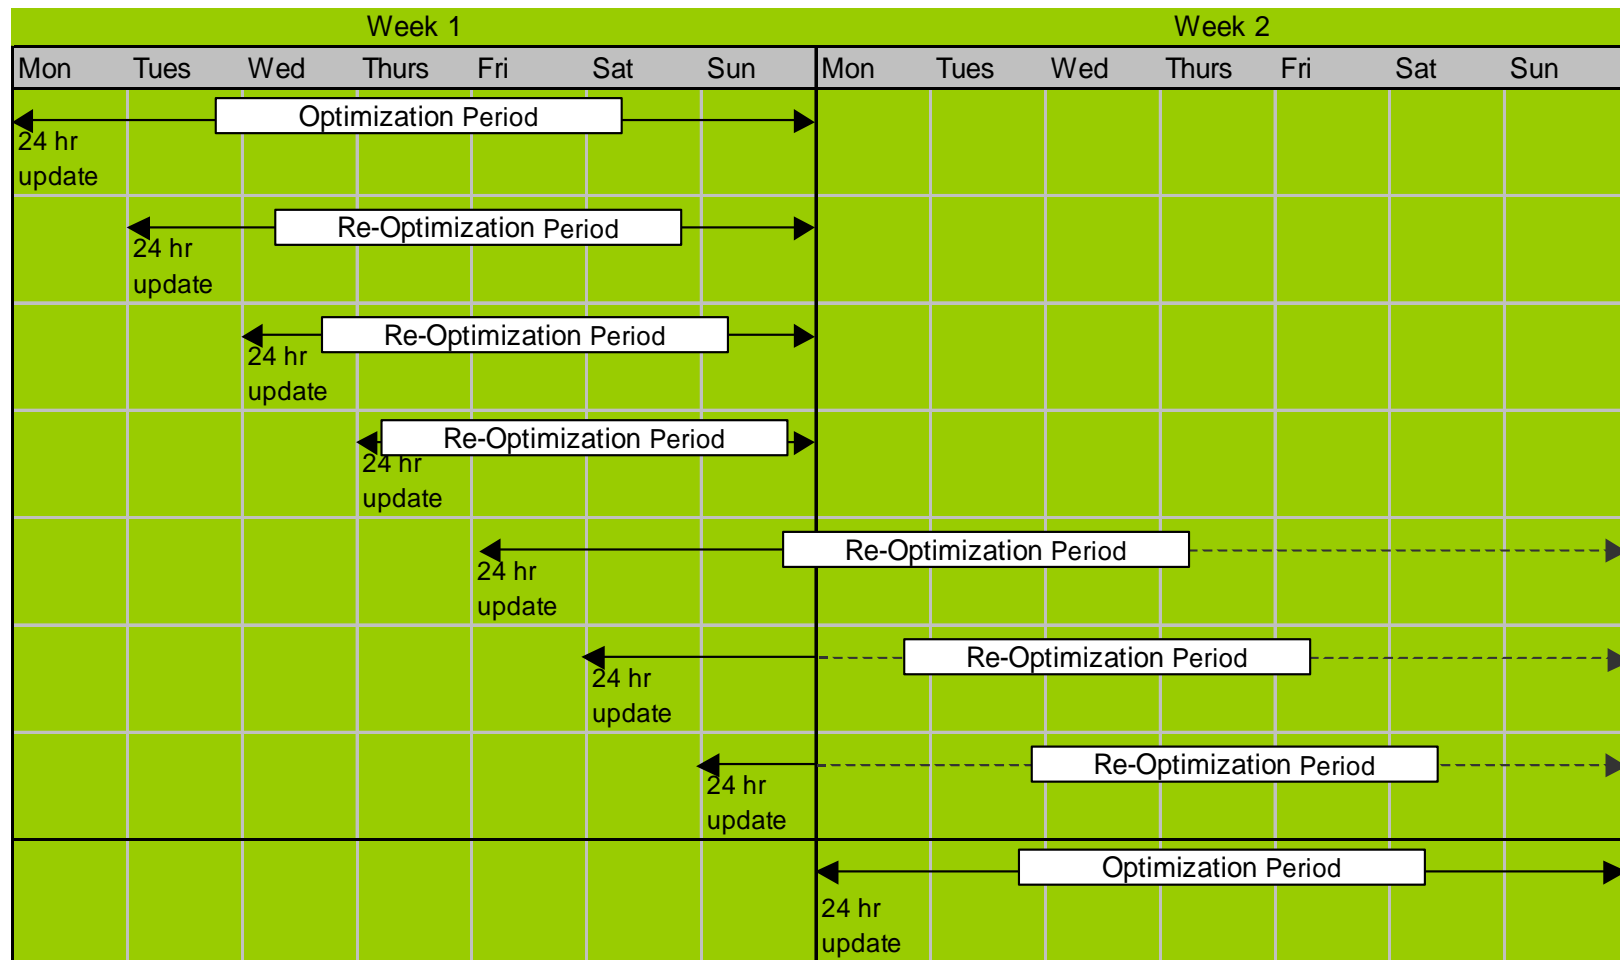 Week 1 Week 2
Mon Tues Wed Thurs Fri Sat Sun Mon Tues Wed Thurs Fri Sat Sun
Optimization Period
24 hr
update
Re-Optimization Period
24 hr
update
Re-Optimization Period
24 hr
update
Re-Optimization Period
24 hr
update
Re-Optimization Period
24 hr
update
Re-Optimization Period
24 hr
update
Re-Optimization Period
24 hr
update
Optimization Period
24 hr
update